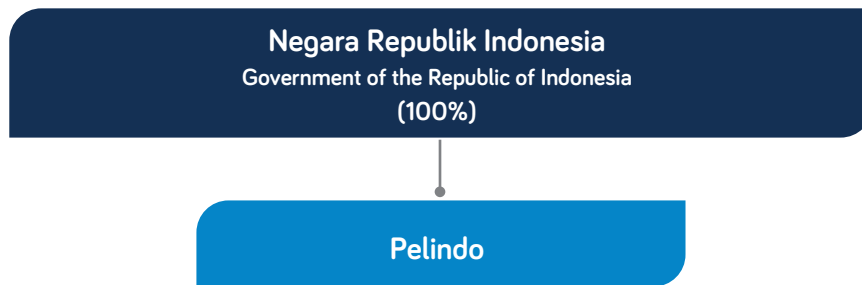 Negara Republik Indonesia
Government of the Republic of Indonesia
(100%)
Pelindo